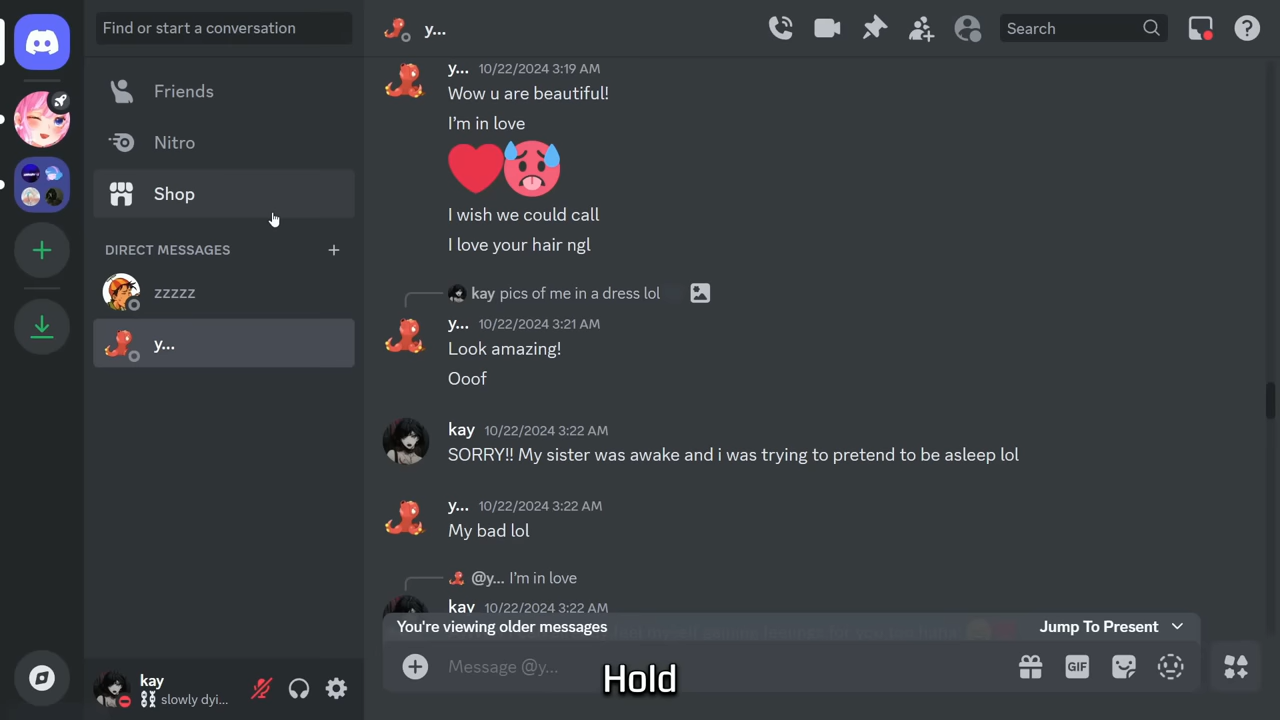 Find or start a conversation
y...
Search
Friends
Nitro
Shop
DIRECT MESSAGES
zzzzz
y...
y... 10/22/2024 3:19 AM
Wow u are beautiful!
I'm in love
I wish we could call
I love your hair ngl
kay pics of me in a dress lol
y... 10/22/2024 3:21 AM
Look amazing!
Ooof
kay 10/22/2024 3:22 AM
SORRY!! My sister was awake and i was trying to pretend to be asleep lol
y... 10/22/2024 3:22 AM
My bad lol
@y... I'm in love
kay 10/22/2024 3:22 AM
You're viewing older messages
Jump To Present
Message @y...
GIF
Hold
kay
slowly dyi...